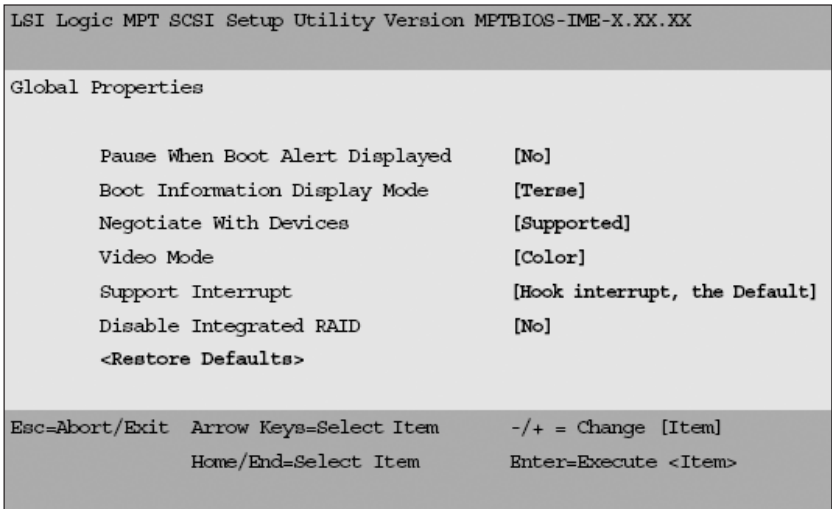 LSI Logic MPT SCSI Setup Utility Version MPTBIOS-IME-X.XX.XX
Global Properties
Pause When Boot Alert Displayed [No]
Boot Information Display Mode [Terse]
Negotiate With Devices [Supported]
Video Mode [Color]
Support Interrupt [Hook interrupt, the Default]
Disable Integrated RAID [No]
<Restore Defaults>
Esc=Abort/Exit Arrow Keys=Select Item -/+ = Change [Item]
Home/End=Select Item Enter=Execute <Item>